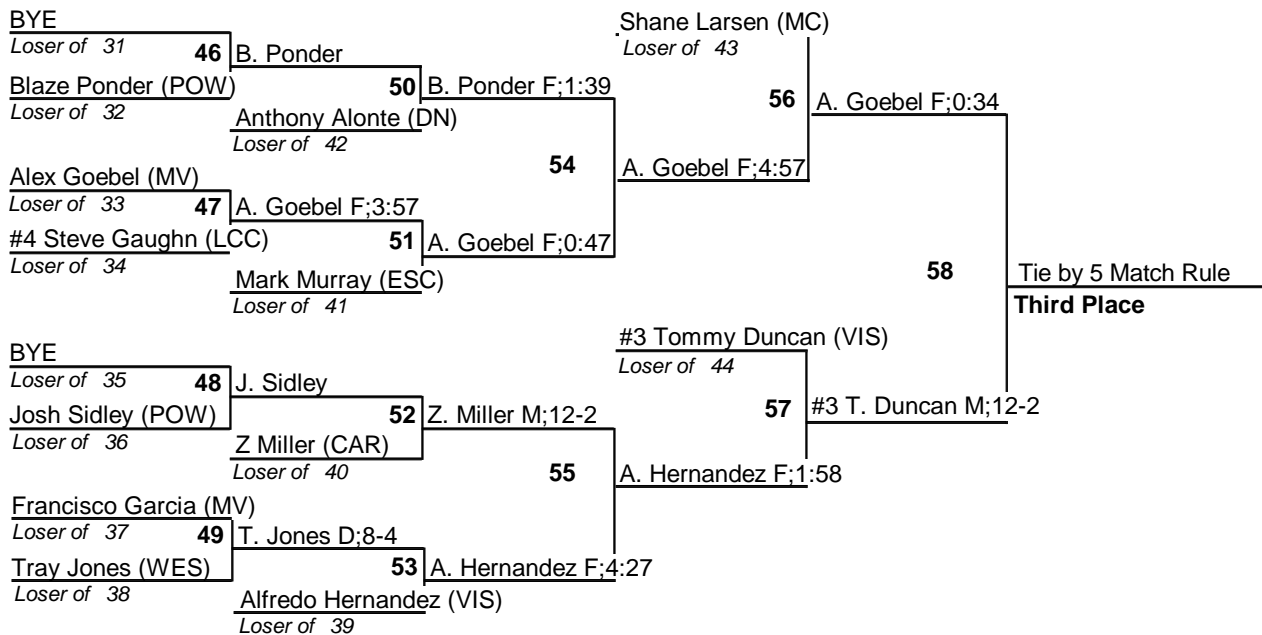 BYE
Loser of 31
46
B. Ponder
Blaze Ponder (POW)
Loser of 32
50
B. Ponder F;1:39
Anthony Alonte (DN)
Loser of 42
Alex Goebel (MV)
Loser of 33
47
A. Goebel F;3:57
#4 Steve Gaughn (LCC)
Loser of 34
51
A. Goebel F;0:47
Mark Murray (ESC)
Loser of 41
54
A. Goebel F;4:57
Shane Larsen (MC)
Loser of 43
56
A. Goebel F;0:34
BYE
Loser of 35
48
J. Sidley
Josh Sidley (POW)
Loser of 36
52
Z. Miller M;12-2
Z Miller (CAR)
Loser of 40
Francisco Garcia (MV)
Loser of 37
49
T. Jones D;8-4
Tray Jones (WES)
Loser of 38
53
A. Hernandez F;4:27
Alfredo Hernandez (VIS)
Loser of 39
55
A. Hernandez F;1:58
#3 Tommy Duncan (VIS)
Loser of 44
57
#3 T. Duncan M;12-2
58
Tie by 5 Match Rule
Third Place